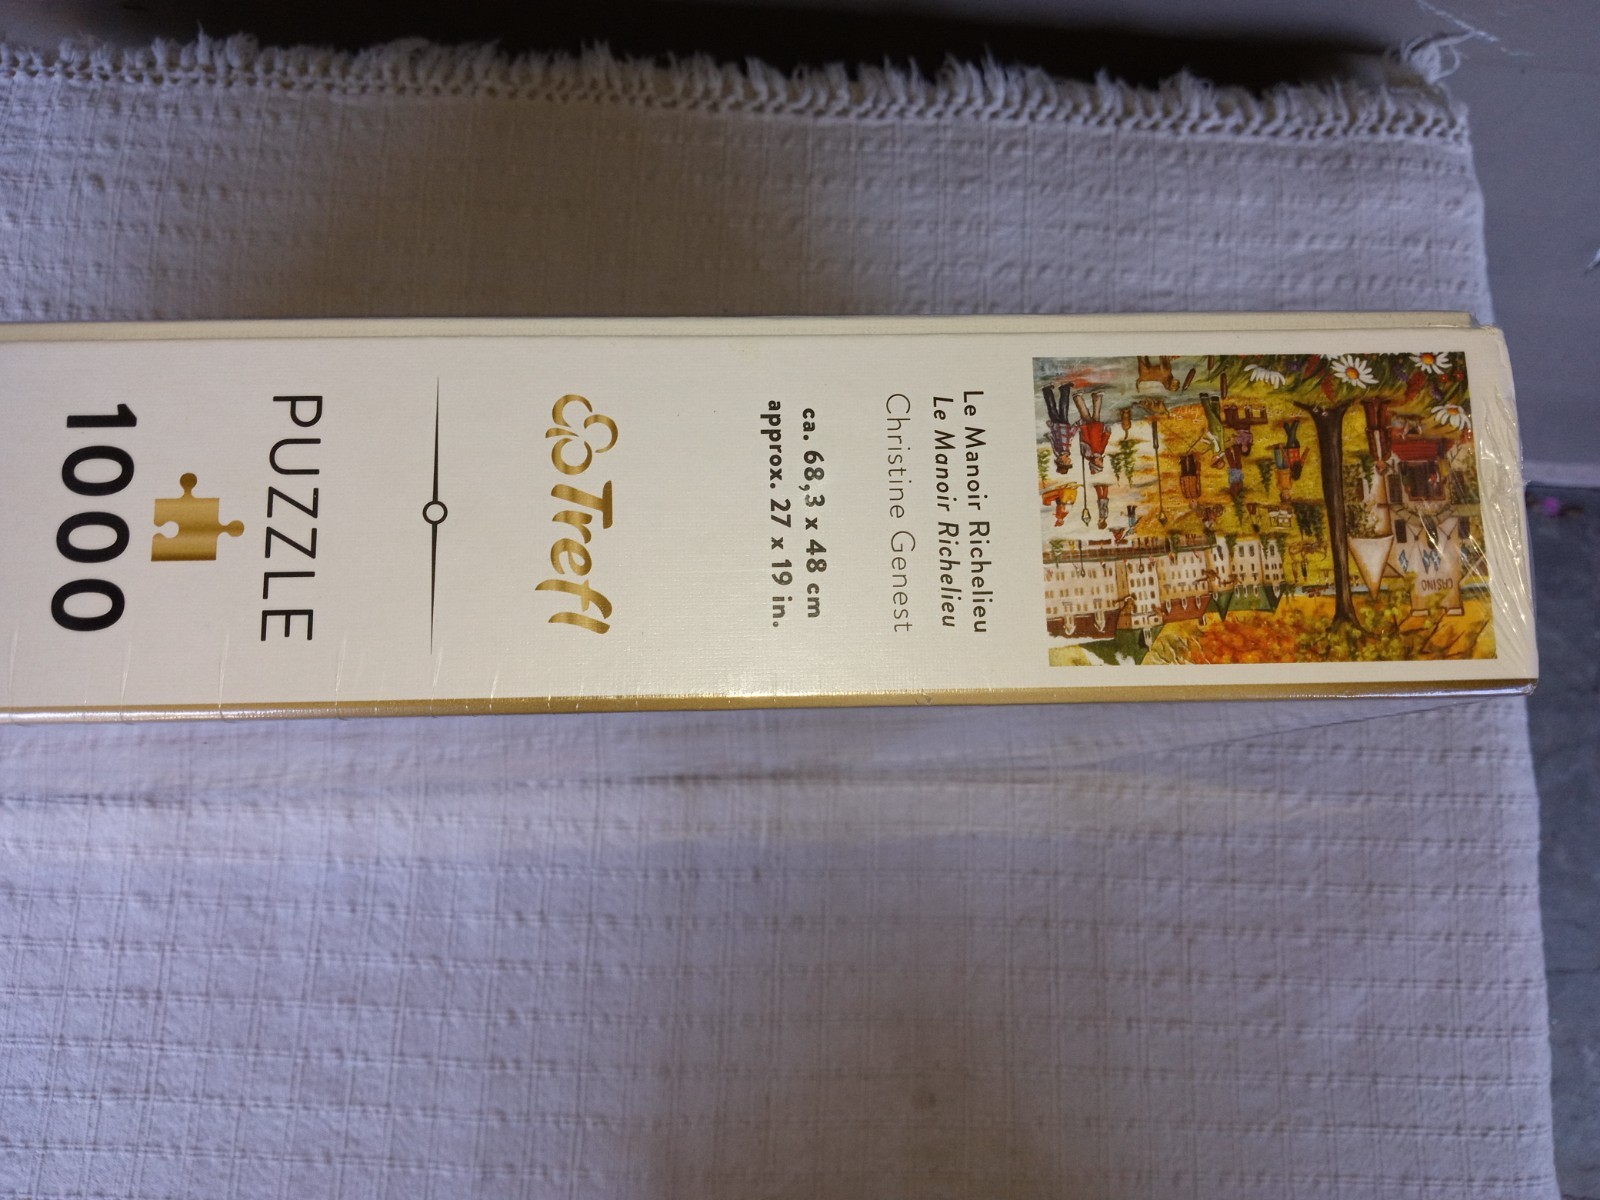 CASINO
Le Manoir Richelieu
Le Manoir Richelieu
Christine Genest
ca. 68,3 x 48 cm
approx. 27 x 19 in.
Trefl
PUZZLE
1000